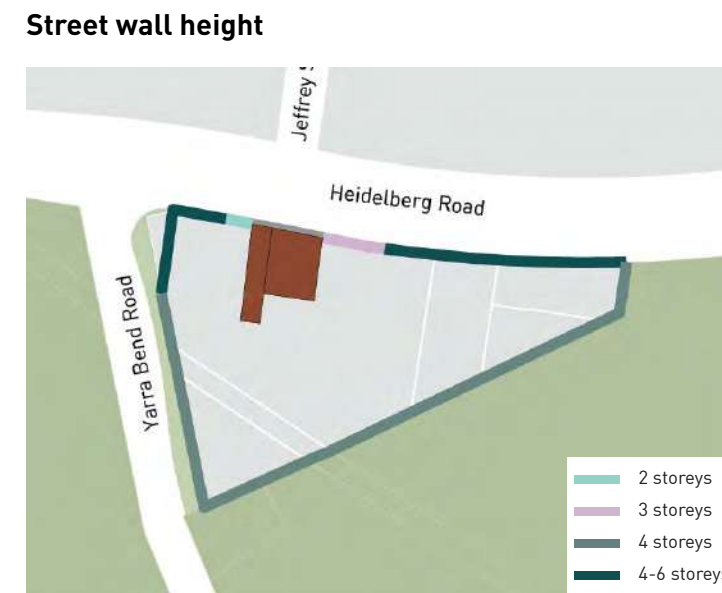 Street wall height
Jeffrey
Heidelberg Road
Yarra Bend Road
2 storeys
3 storeys
4 storeys
4-6 storey